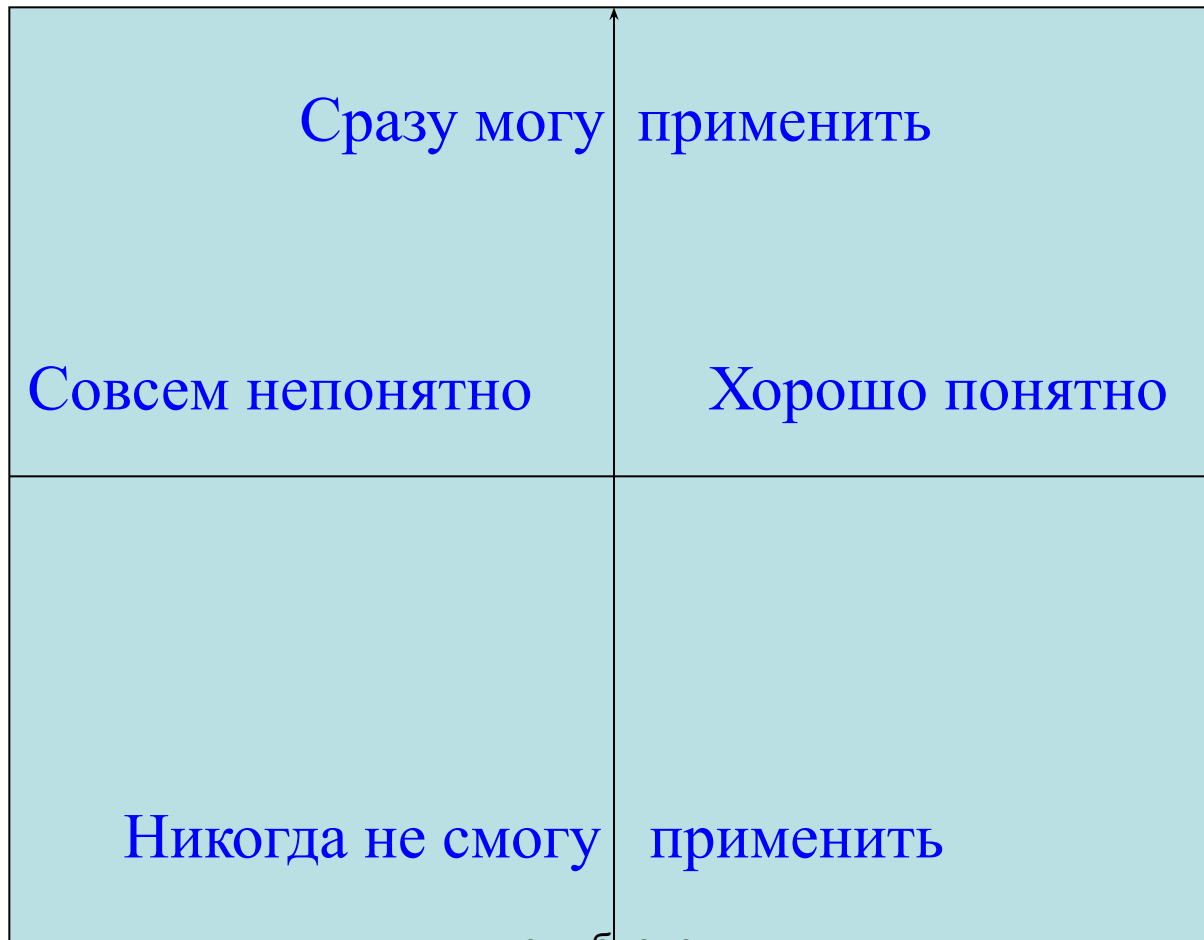 Сразу могу применить
Совсем непонятно Хорошо понятно
Никогда не смогу применить